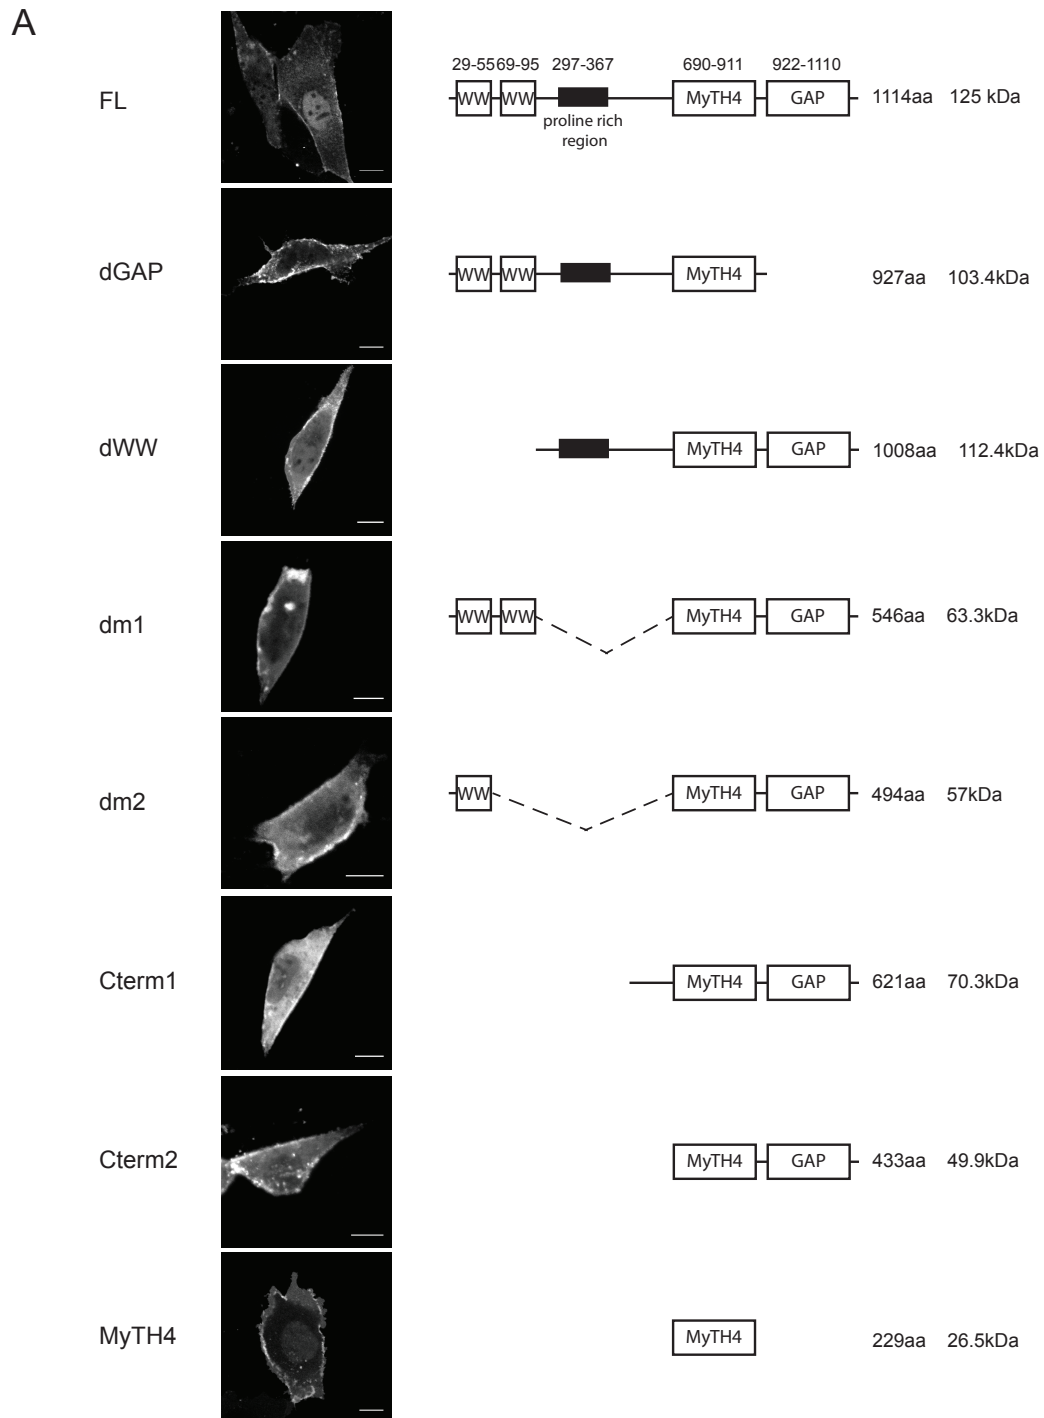 A
FL
29-55 69-95 297-367 690-911 922-1110
WW WW MyTH4 GAP 1114aa 125 kDa
proline rich
region
dGAP
WW WW MyTH4 927aa 103.4kDa
dWW
MyTH4 GAP 1008aa 112.4kDa
dm1
WW WW MyTH4 GAP 546aa 63.3kDa
dm2
WW MyTH4 GAP 494aa 57kDa
Cterm1
MyTH4 GAP 621aa 70.3kDa
Cterm2
MyTH4 GAP 433aa 49.9kDa
MyTH4
MyTH4 229aa 26.5kDa